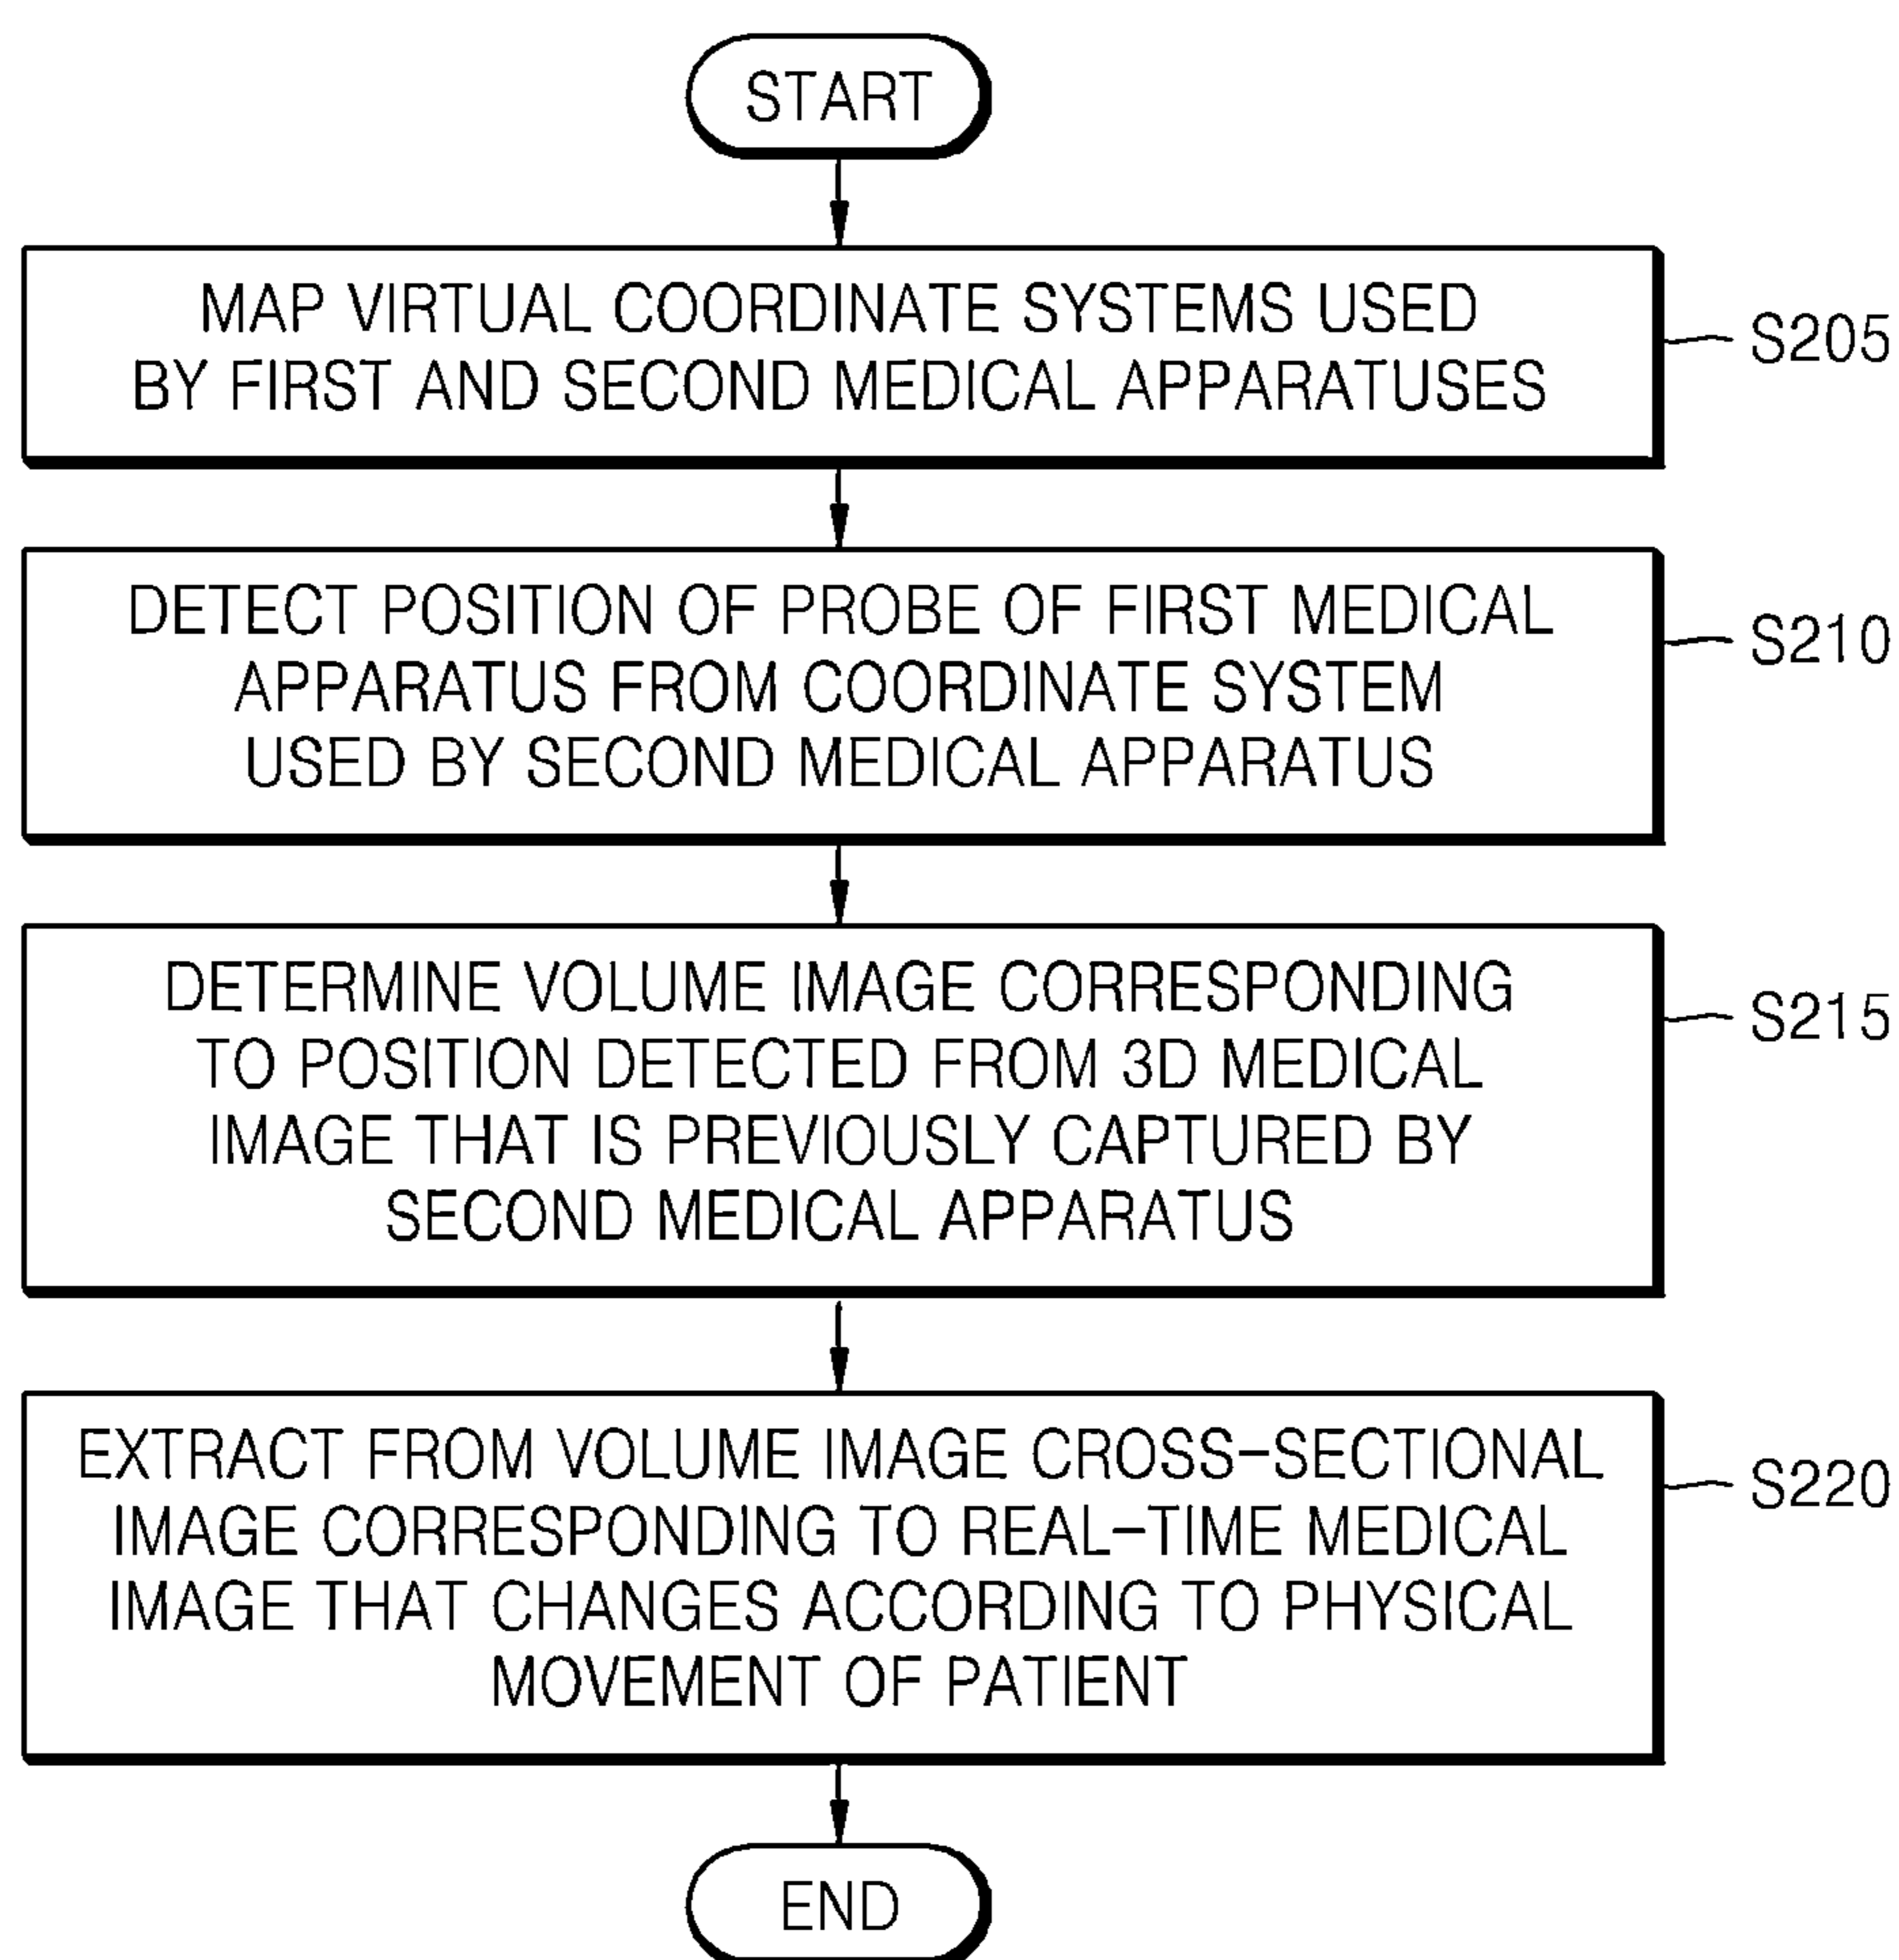 START
MAP VIRTUAL COORDINATE SYSTEMS USED
BY FIRST AND SECOND MEDICAL APPARATUSES
S205
DETECT POSITION OF PROBE OF FIRST MEDICAL
APPARATUS FROM COORDINATE SYSTEM
USED BY SECOND MEDICAL APPARATUS
S210
DETERMINE VOLUME IMAGE CORRESPONDING
TO POSITION DETECTED FROM 3D MEDICAL
IMAGE THAT IS PREVIOUSLY CAPTURED BY
SECOND MEDICAL APPARATUS
S215
EXTRACT FROM VOLUME IMAGE CROSS-SECTIONAL
IMAGE CORRESPONDING TO REAL-TIME MEDICAL
IMAGE THAT CHANGES ACCORDING TO PHYSICAL
MOVEMENT OF PATIENT
S220
END